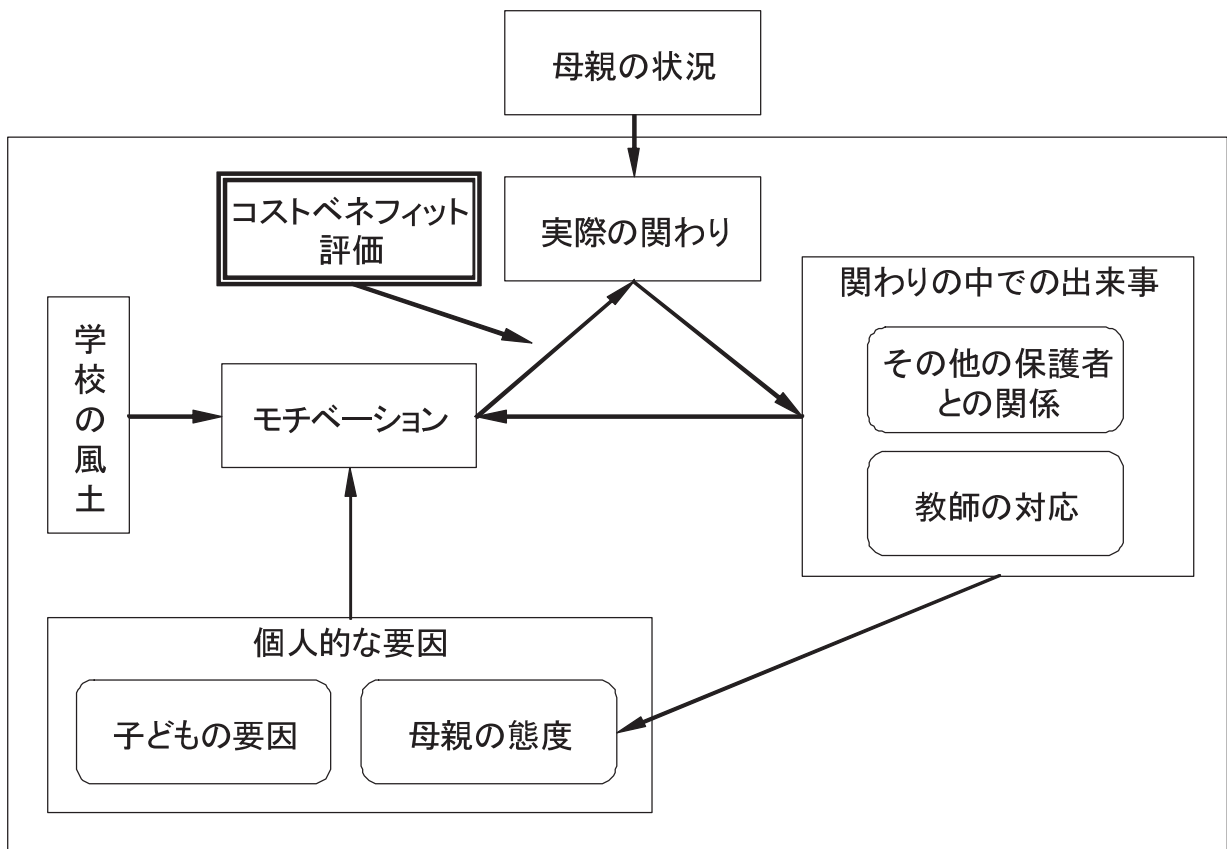 母親の状況
コストベネフィット
評価
実際の関わり
関わりの中での出来事
その他の保護者
との関係
教師の対応
学校の風土
モチベーション
個人的な要因
子どもの要因
母親の態度